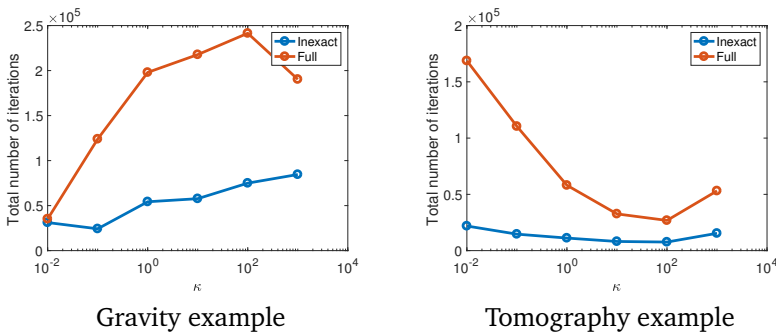 ×10^5
Total number of iterations
2.5
2
1.5
1
0.5
0
Inexact
Full
10^-2
10^0
10^2
10^4
κ
Gravity example
×10^5
Total number of iterations
2
1.5
1
0.5
0
Inexact
Full
10^-2
10^0
10^2
10^4
κ
Tomography example